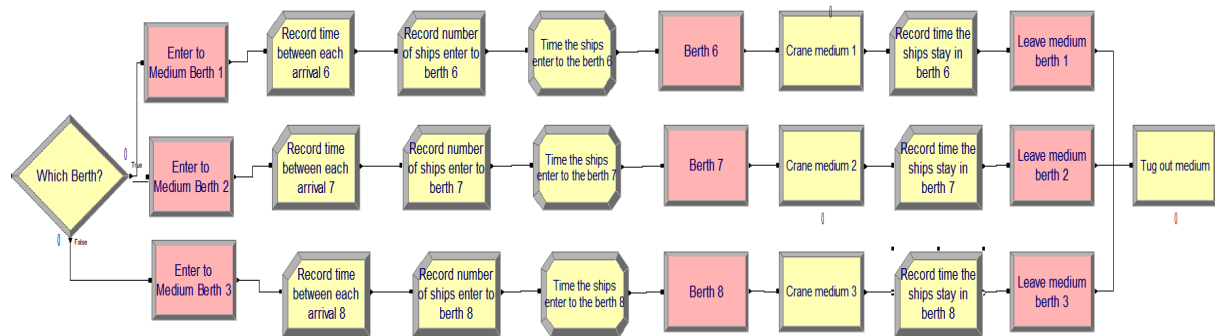 Enter to
Medium Berth 1
Record time
between each
arrival 6
Record number
of ships enter to
berth 6
Time the ships
enter to the berth 6
Berth 6
Crane medium 1
Record time the
ships stay in
berth 6
Leave medium
berth 1
Which Berth?
True
False
Enter to
Medium Berth 2
Record time
between each
arrival 7
Record number
of ships enter to
berth 7
Time the ships
enter to the berth 7
Berth 7
Crane medium 2
Record time the
ships stay in
berth 7
Leave medium
berth 2
Tug out medium
Enter to
Medium Berth 3
Record time
between each
arrival 8
Record number
of ships enter to
berth 8
Time the ships
enter to the berth 8
Berth 8
Crane medium 3
Record time the
ships stay in
berth 8
Leave medium
berth 3